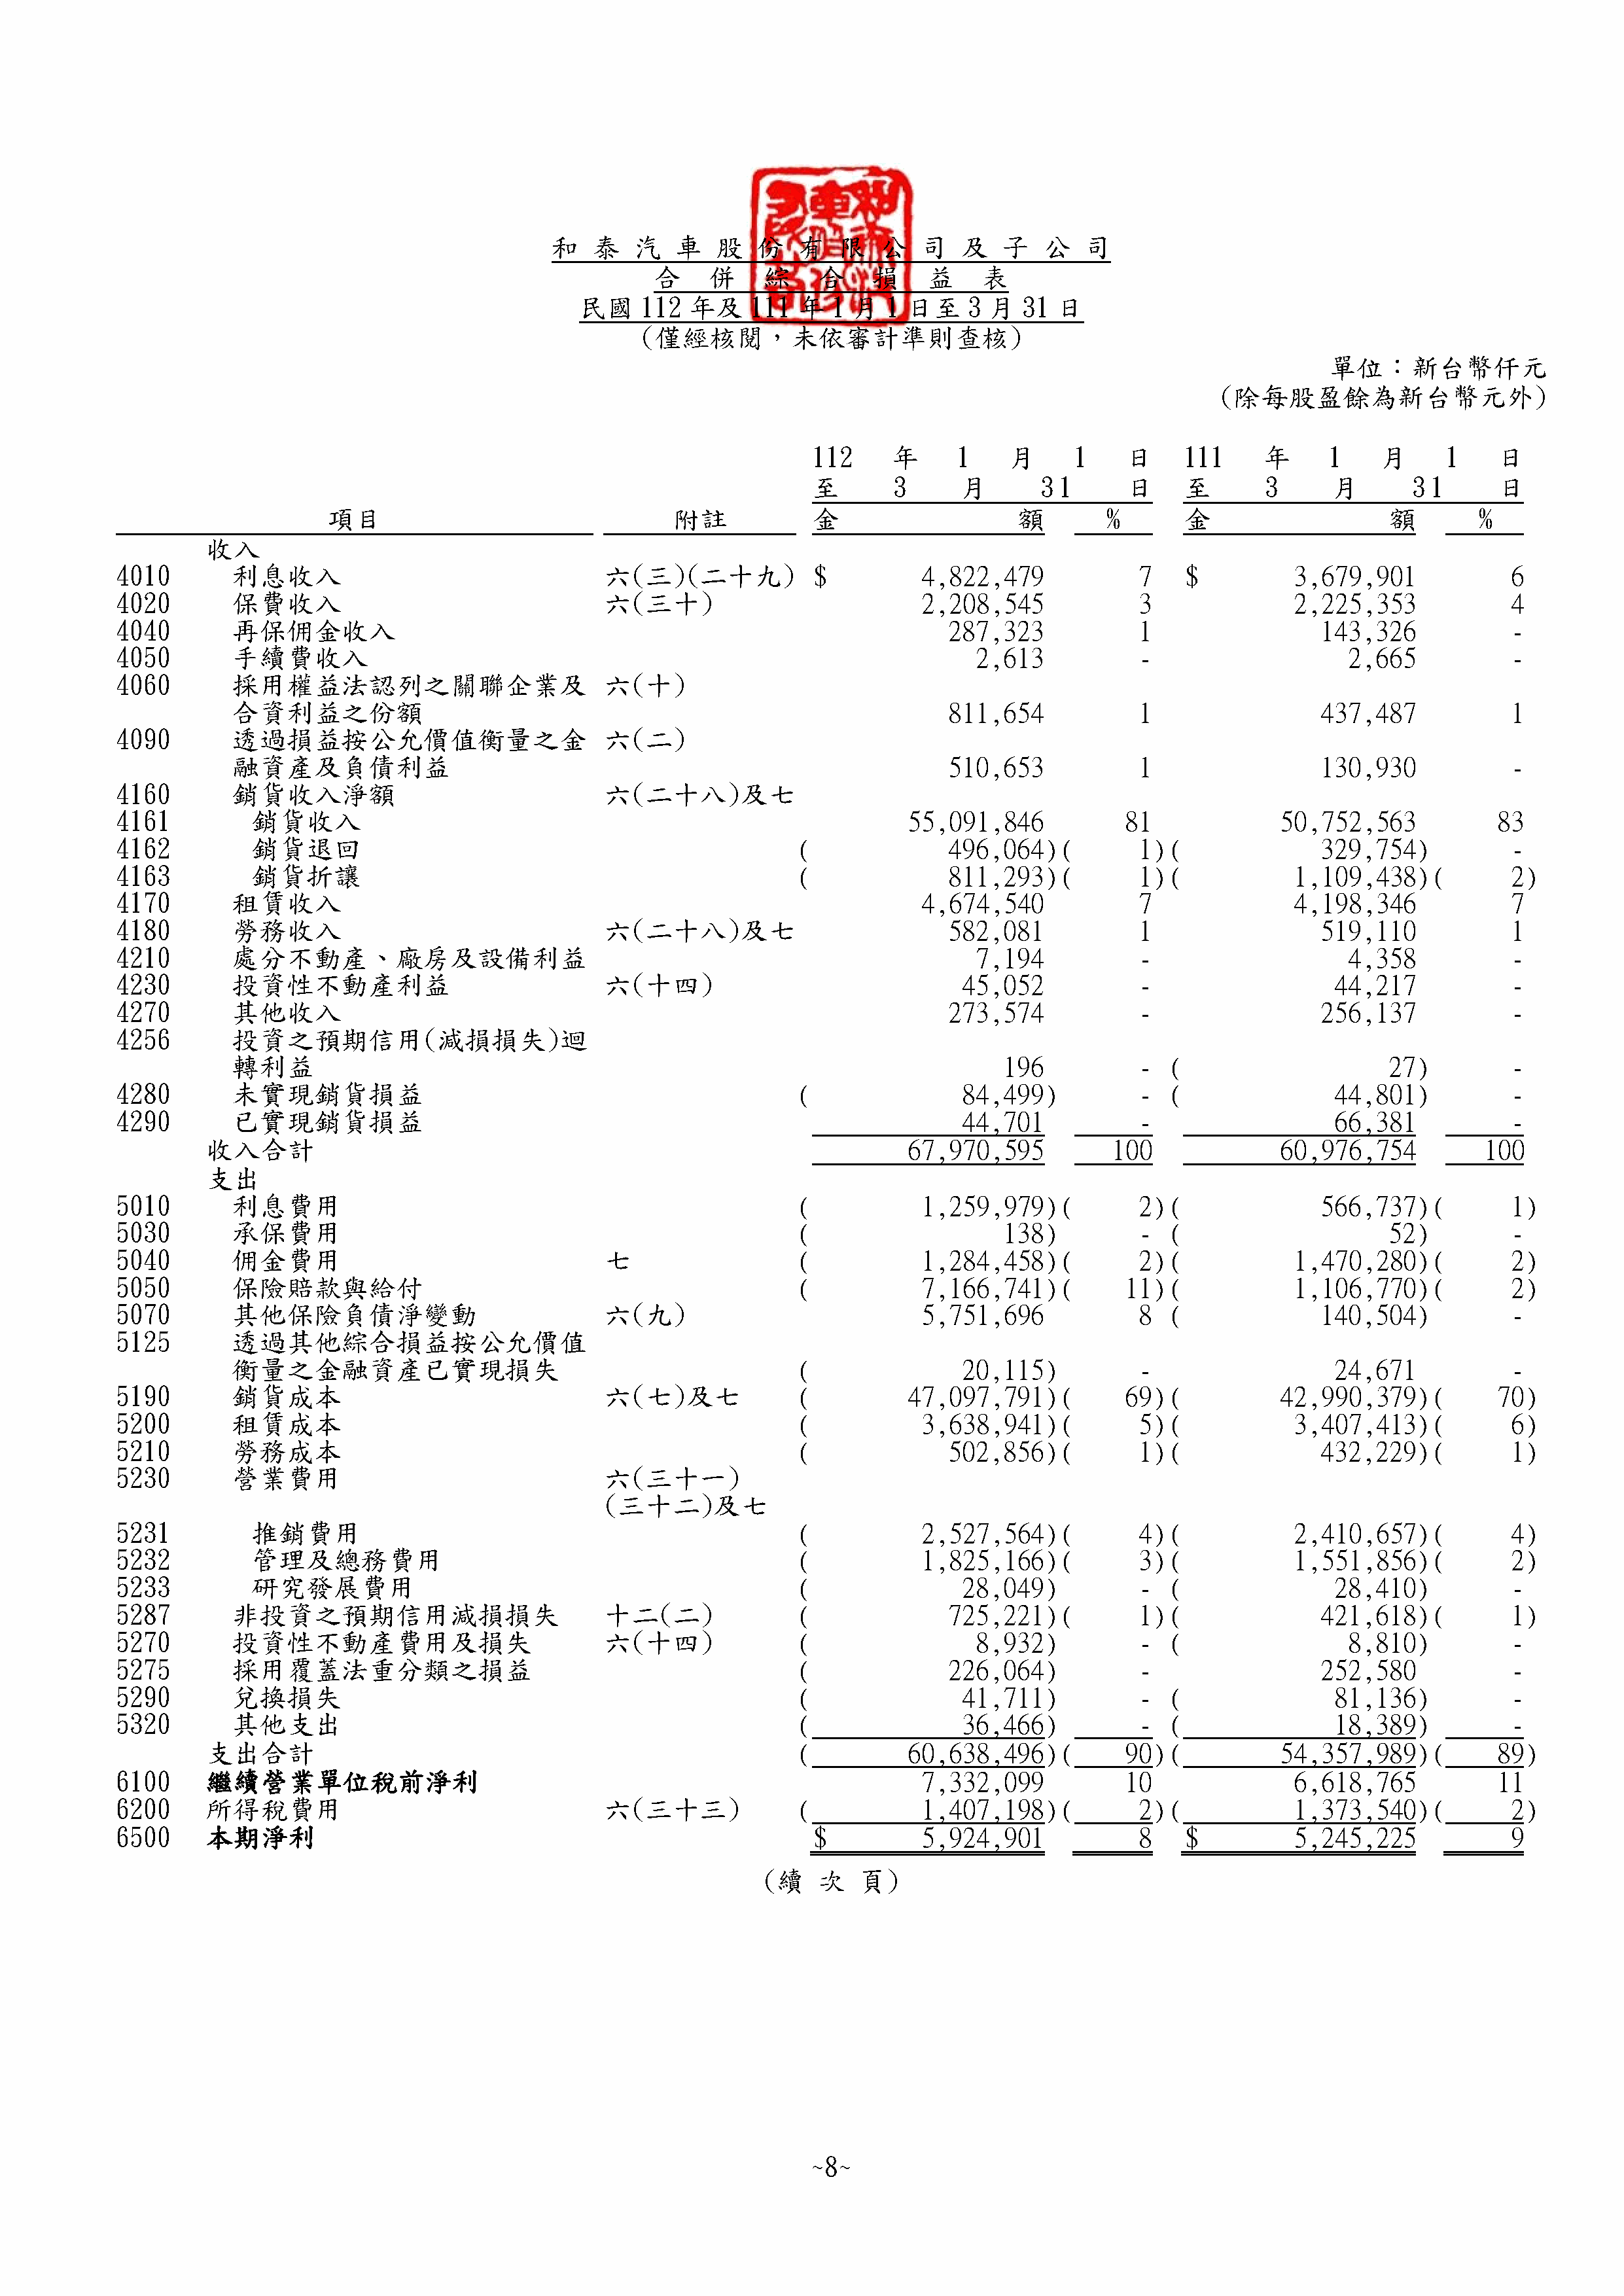 和泰汽車股份有限公司及子公司
合併綜合損益表
民國112年及111年1月1日至3月31日
(僅經核閱，未依審計準則查核)
單位：新台幣仟元
(除每股盈餘為新台幣元外)
112 年 1 月 1 日 111 年 1 月 1 日
至 3 月 31 日 至 3 月 31 日
項目 附註 金 額 % 金 額 %
收入
4010 利息收入 六(三)(二十九) $ 4,822,479 7 $ 3,679,901 6
4020 保費收入 六(三十) 2,208,545 3 2,225,353 4
4040 再保佣金收入 287,323 1 143,326 -
4050 手續費收入 2,613 - 2,665 -
4060 採用權益法認列之關聯企業及 六(十)
合資利益之份額 811,654 1 437,487 1
4090 透過損益按公允價值衡量之金 六(二)
融資產及負債利益 510,653 1 130,930 -
4160 銷貨收入淨額 六(二十八)及七
4161 銷貨收入 55,091,846 81 50,752,563 83
4162 銷貨退回 ( 496,064)( 1)( 329,754) -
4163 銷貨折讓 ( 811,293)( 1)( 1,109,438)( 2)
4170 租賃收入 4,674,540 7 4,198,346 7
4180 勞務收入 六(二十八)及七 582,081 1 519,110 1
4210 處分不動產、廠房及設備利益 7,194 - 4,358 -
4230 投資性不動產利益 六(十四) 45,052 - 44,217 -
4270 其他收入 273,574 - 256,137 -
4256 投資之預期信用(減損損失)迴
轉利益 196 - ( 27) -
4280 未實現銷貨損益 ( 84,499) - ( 44,801) -
4290 已實現銷貨損益 44,701 - 66,381 -
收入合計 67,970,595 100 60,976,754 100
支出
5010 利息費用 ( 1,259,979)( 2)( 566,737)( 1)
5030 承保費用 ( 138) - ( 52) -
5040 佣金費用 七 ( 1,284,458)( 2)( 1,470,280)( 2)
5050 保險賠款與給付 ( 7,166,741)( 11)( 1,106,770)( 2)
5070 其他保險負債淨變動 六(九) 5,751,696 8 ( 140,504) -
5125 透過其他綜合損益按公允價值
衡量之金融資產已實現損失 ( 20,115) - 24,671 -
5190 銷貨成本 六(七)及七 ( 47,097,791)( 69)( 42,990,379)( 70)
5200 租賃成本 ( 3,638,941)( 5)( 3,407,413)( 6)
5210 勞務成本 ( 502,856)( 1)( 432,229)( 1)
5230 營業費用 六(三十一)
(三十二)及七
5231 推銷費用 ( 2,527,564)( 4)( 2,410,657)( 4)
5232 管理及總務費用 ( 1,825,166)( 3)( 1,551,856)( 2)
5233 研究發展費用 ( 28,049) - ( 28,410) -
5287 非投資之預期信用減損損失 十二(二) ( 725,221)( 1)( 421,618)( 1)
5270 投資性不動產費用及損失 六(十四) ( 8,932) - ( 8,810) -
5275 採用覆蓋法重分類之損益 ( 226,064) - 252,580 -
5290 兌換損失 ( 41,711) - ( 81,136) -
5320 其他支出 ( 36,466) - ( 18,389) -
支出合計 ( 60,638,496)( 90)( 54,357,989)( 89)
6100 繼續營業單位稅前淨利 7,332,099 10 6,618,765 11
6200 所得稅費用 六(三十三) ( 1,407,198)( 2)( 1,373,540)( 2)
6500 本期淨利 $ 5,924,901 8 $ 5,245,225 9
(續次頁)
~8~